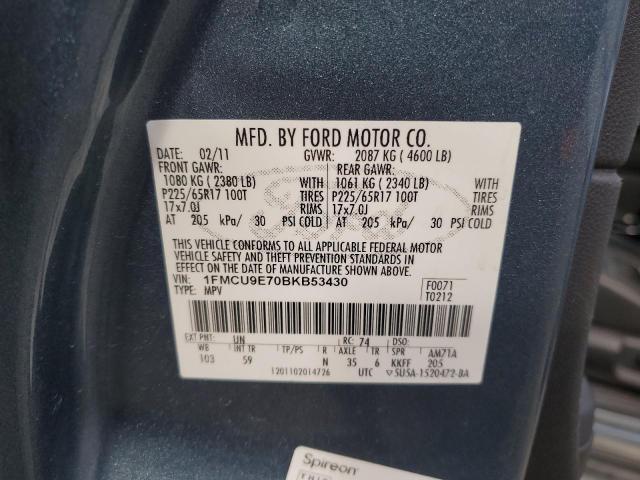 MFD. BY FORD MOTOR CO.
DATE: 02/11 GVWR: 2087 KG ( 4600 LB)
FRONT GAWR: REAR GAWR:
1080 KG ( 2380 LB) WITH 1061 KG ( 2340 LB) WITH
P225/65R17 100T TIRES P225/65R17 100T TIRES
17x7.0J RIMS 17x7.0J RIMS
AT 205 kPa/ 30 PSI COLD AT 205 kPa/ 30 PSI COLD
Ford
THIS VEHICLE CONFORMS TO ALL APPLICABLE FEDERAL MOTOR
VEHICLE SAFETY AND THEFT PREVENTION STANDARDS IN
EFFECT ON THE DATE OF MANUFACTURE SHOWN ABOVE.
VIN: 1FMCU9E70BKB53430 F0071
TYPE: MPV T0212
EXT PNT: UN RC: 74 DSO:
WB INT TR TP/PS R AXLE TR SPR AM71A
103 59 N 35 6 KKFF 205
1201102014726 UTC ▽5U5A-1520472-BA
Spireon